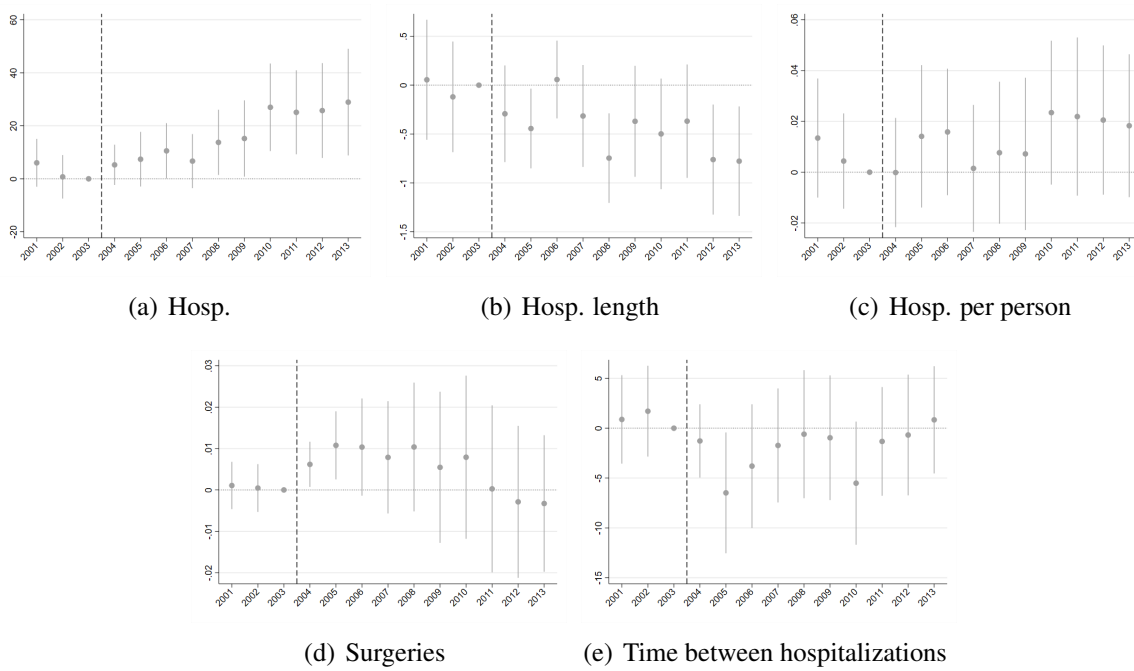 60
40
20
0
-20
2001 2002 2003 2004 2005 2006 2007 2008 2009 2010 2011 2012 2013
(a) Hosp.
.5
0
-.5
-1
-1.5
2001 2002 2003 2004 2005 2006 2007 2008 2009 2010 2011 2012 2013
(b) Hosp. length
.06
.04
.02
0
-.02
2001 2002 2003 2004 2005 2006 2007 2008 2009 2010 2011 2012 2013
(c) Hosp. per person
.03
.02
.01
0
-.01
-.02
2001 2002 2003 2004 2005 2006 2007 2008 2009 2010 2011 2012 2013
(d) Surgeries
5
0
-5
-10
-15
2001 2002 2003 2004 2005 2006 2007 2008 2009 2010 2011 2012 2013
(e) Time between hospitalizations